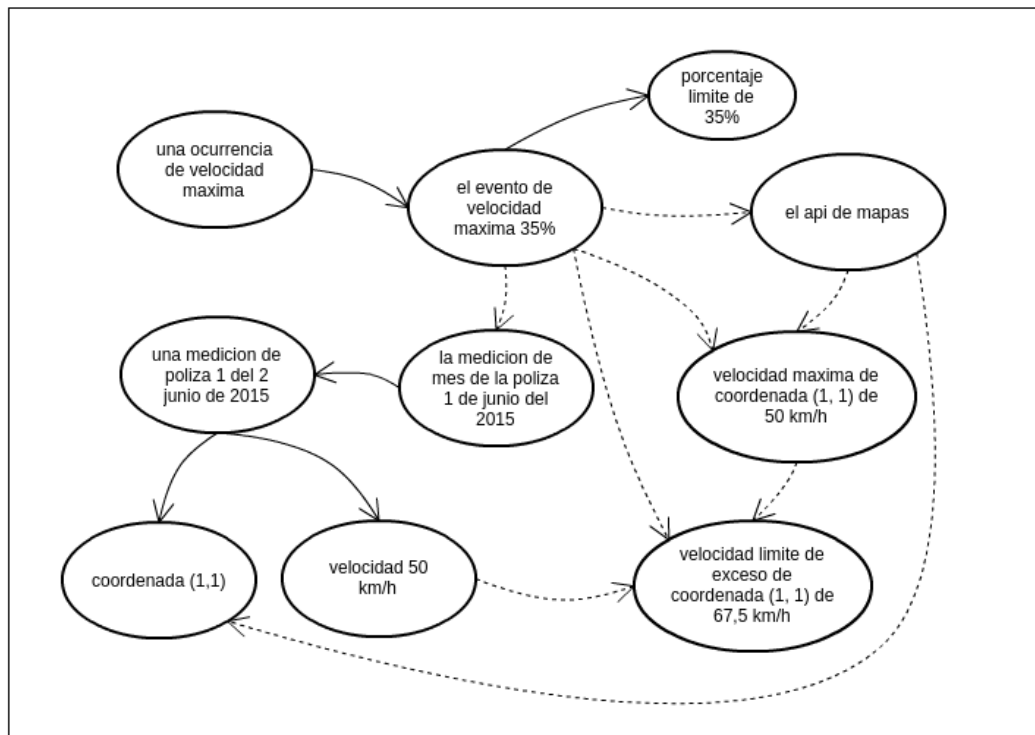 porcentaje
limite de
35%
una ocurrencia
de velocidad
maxima
el evento de
velocidad
maxima 35%
el api de mapas
una medicion de
poliza 1 del 2
junio de 2015
la medicion de
mes de la poliza
1 de junio del
2015
velocidad maxima de
coordenada (1, 1) de
50 km/h
coordenada (1,1)
velocidad 50
km/h
velocidad limite de
exceso de
coordenada (1, 1) de
67,5 km/h